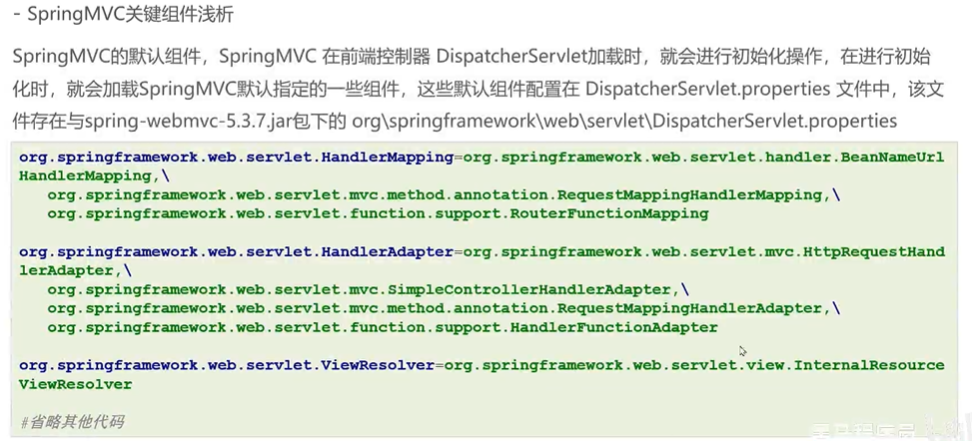 - SpringMVC关键组件浅析
SpringMVC的默认组件，SpringMVC 在前端控制器 DispatcherServlet加载时，就会进行初始化操作，在进行初始
化时，就会加载SpringMVC默认指定的一些组件，这些默认组件配置在 DispatcherServlet.properties 文件中，该文
件存在与spring-webmvc-5.3.7.jar包下的 org\springframework\web\servlet\DispatcherServlet.properties
org.springframework.web.servlet.HandlerMapping=org.springframework.web.servlet.handler.BeanNameUrl
HandlerMapping,\
org.springframework.web.servlet.mvc.method.annotation.RequestMappingHandlerMapping,\
org.springframework.web.servlet.function.support.RouterFunctionMapping
org.springframework.web.servlet.HandlerAdapter=org.springframework.web.servlet.mvc.HttpRequestHand
lerAdapter,\
org.springframework.web.servlet.mvc.SimpleControllerHandlerAdapter,\
org.springframework.web.servlet.mvc.method.annotation.RequestMappingHandlerAdapter,\
org.springframework.web.servlet.function.support.HandlerFunctionAdapter
org.springframework.web.servlet.ViewResolver=org.springframework.web.servlet.view.InternalResource
ViewResolver
#省略其他代码